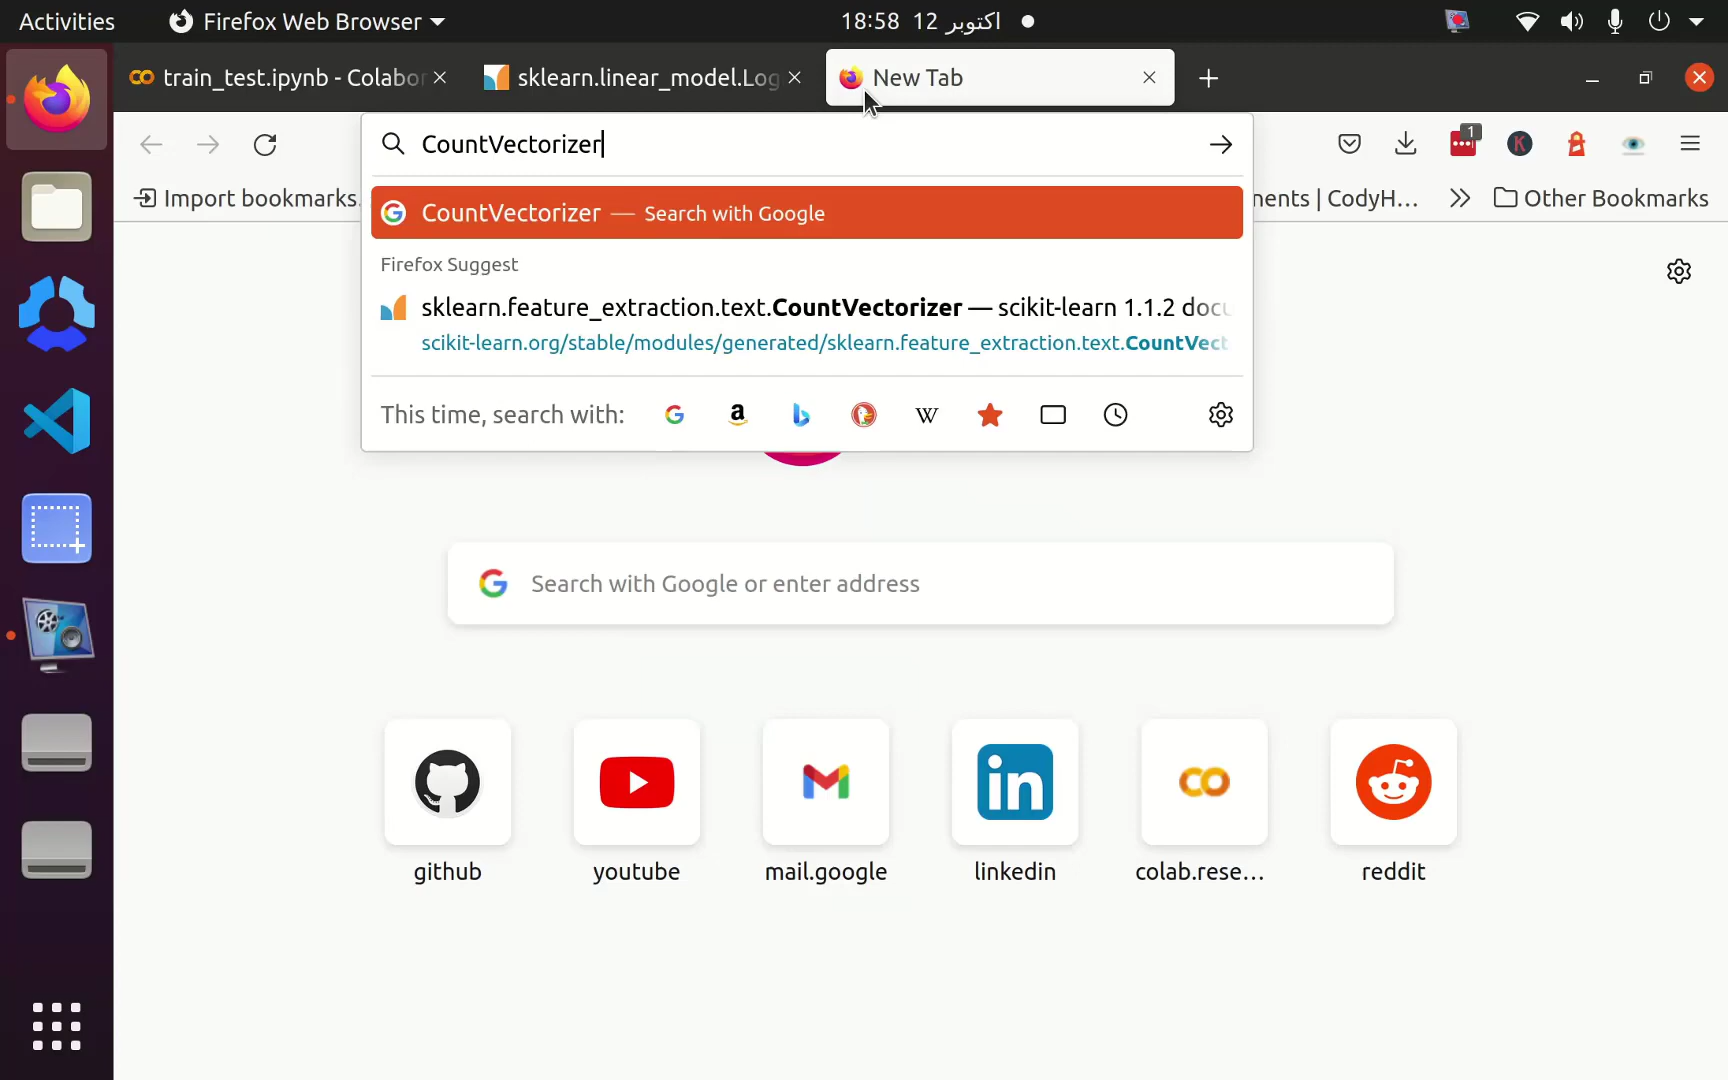 Activities
Firefox Web Browser
18:58 12 اکتوبر
train_test.ipynb - Colabor
sklearn.linear_model.Log
New Tab
CountVectorizer
1
Import bookmarks.
nents | CodyH...
Other Bookmarks
CountVectorizer — Search with Google
Firefox Suggest
sklearn.feature_extraction.text.CountVectorizer — scikit-learn 1.1.2 docu
scikit-learn.org/stable/modules/generated/sklearn.feature_extraction.text.CountVect
This time, search with:
Search with Google or enter address
github
youtube
mail.google
linkedin
colab.rese...
reddit